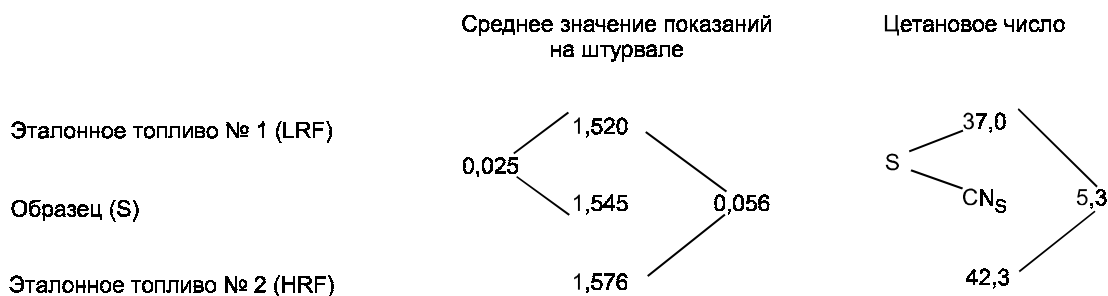 Среднее значение показаний
на штурвале
Цетановое число
Эталонное топливо № 1 (LRF)
1,520
37,0
0,025
S
Образец (S)
1,545
0,056
CNS
5,3
Эталонное топливо № 2 (HRF)
1,576
42,3